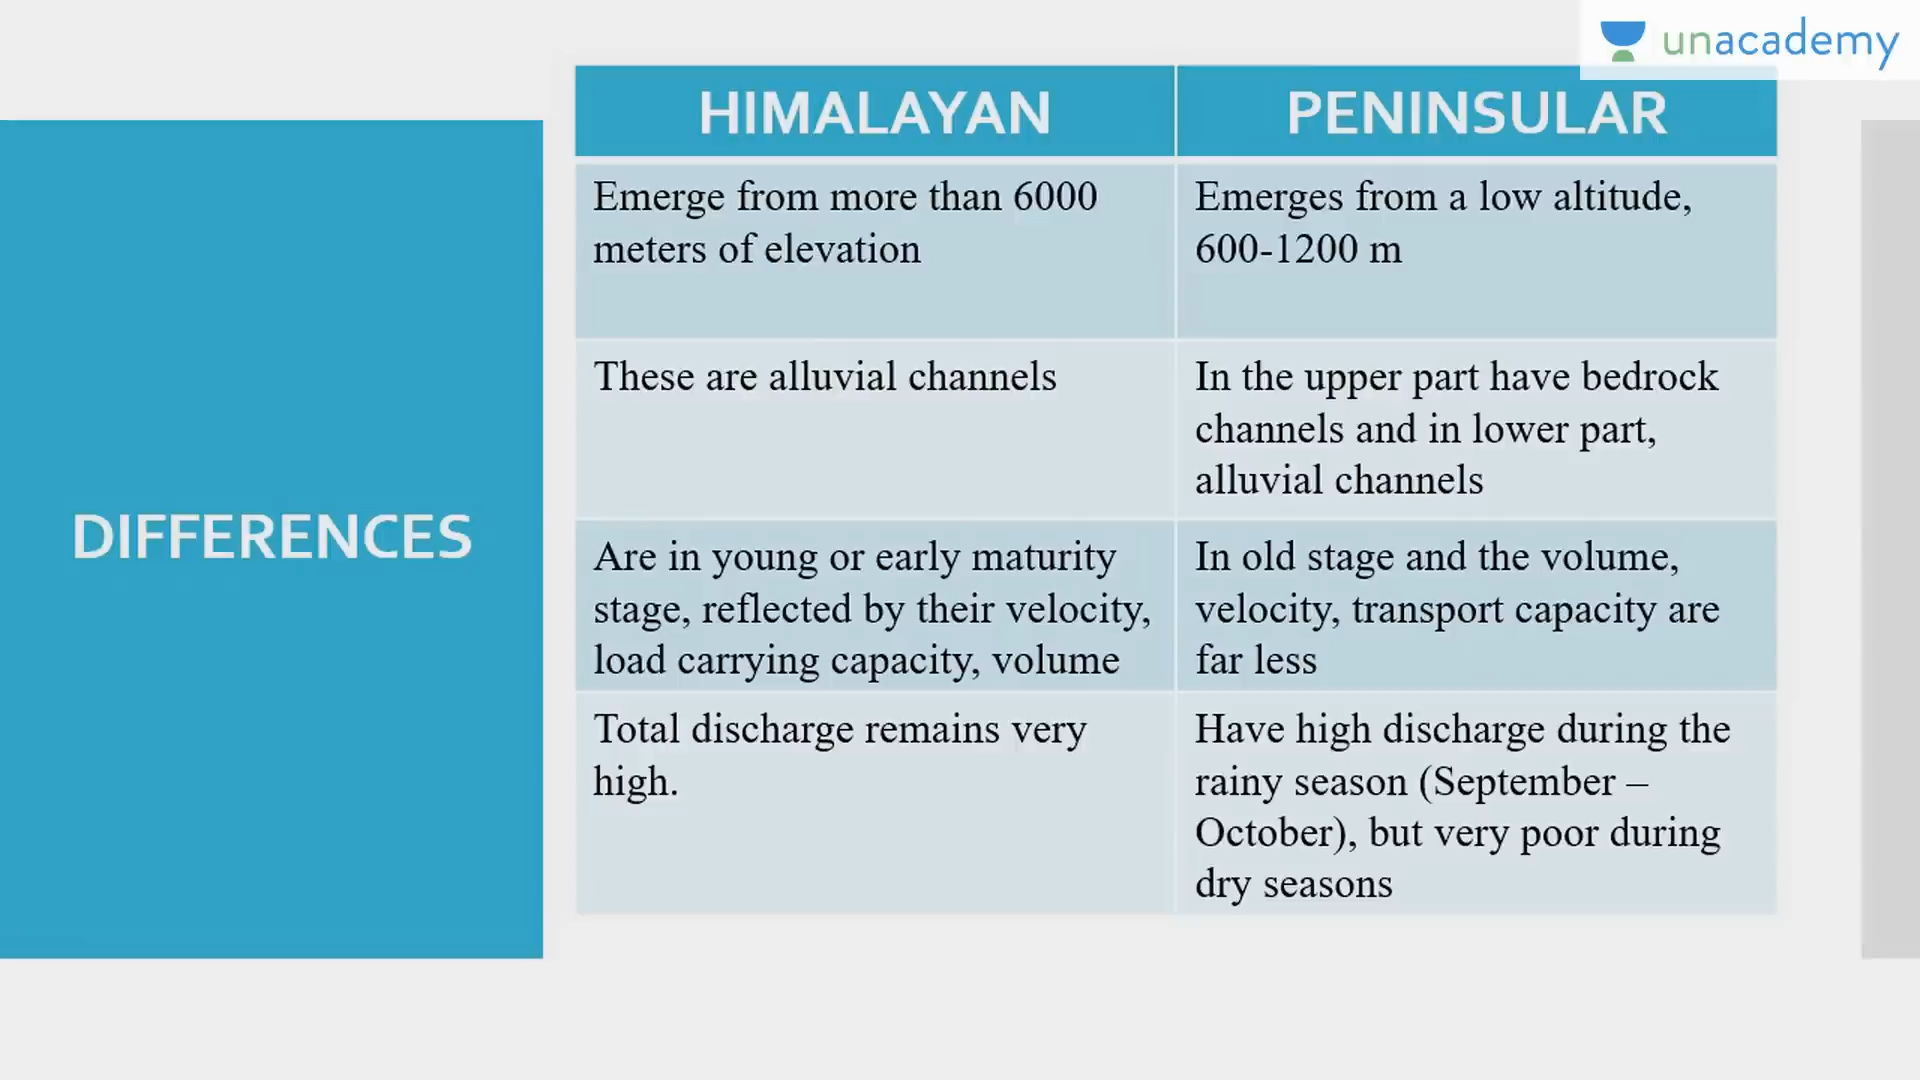 unacademy
HIMALAYAN
PENINSULAR
Emerge from more than 6000
meters of elevation
Emerges from a low altitude,
600-1200 m
These are alluvial channels
In the upper part have bedrock
channels and in lower part,
alluvial channels
DIFFERENCES
Are in young or early maturity
stage, reflected by their velocity,
load carrying capacity, volume
In old stage and the volume,
velocity, transport capacity are
far less
Total discharge remains very
high.
Have high discharge during the
rainy season (September –
October), but very poor during
dry seasons